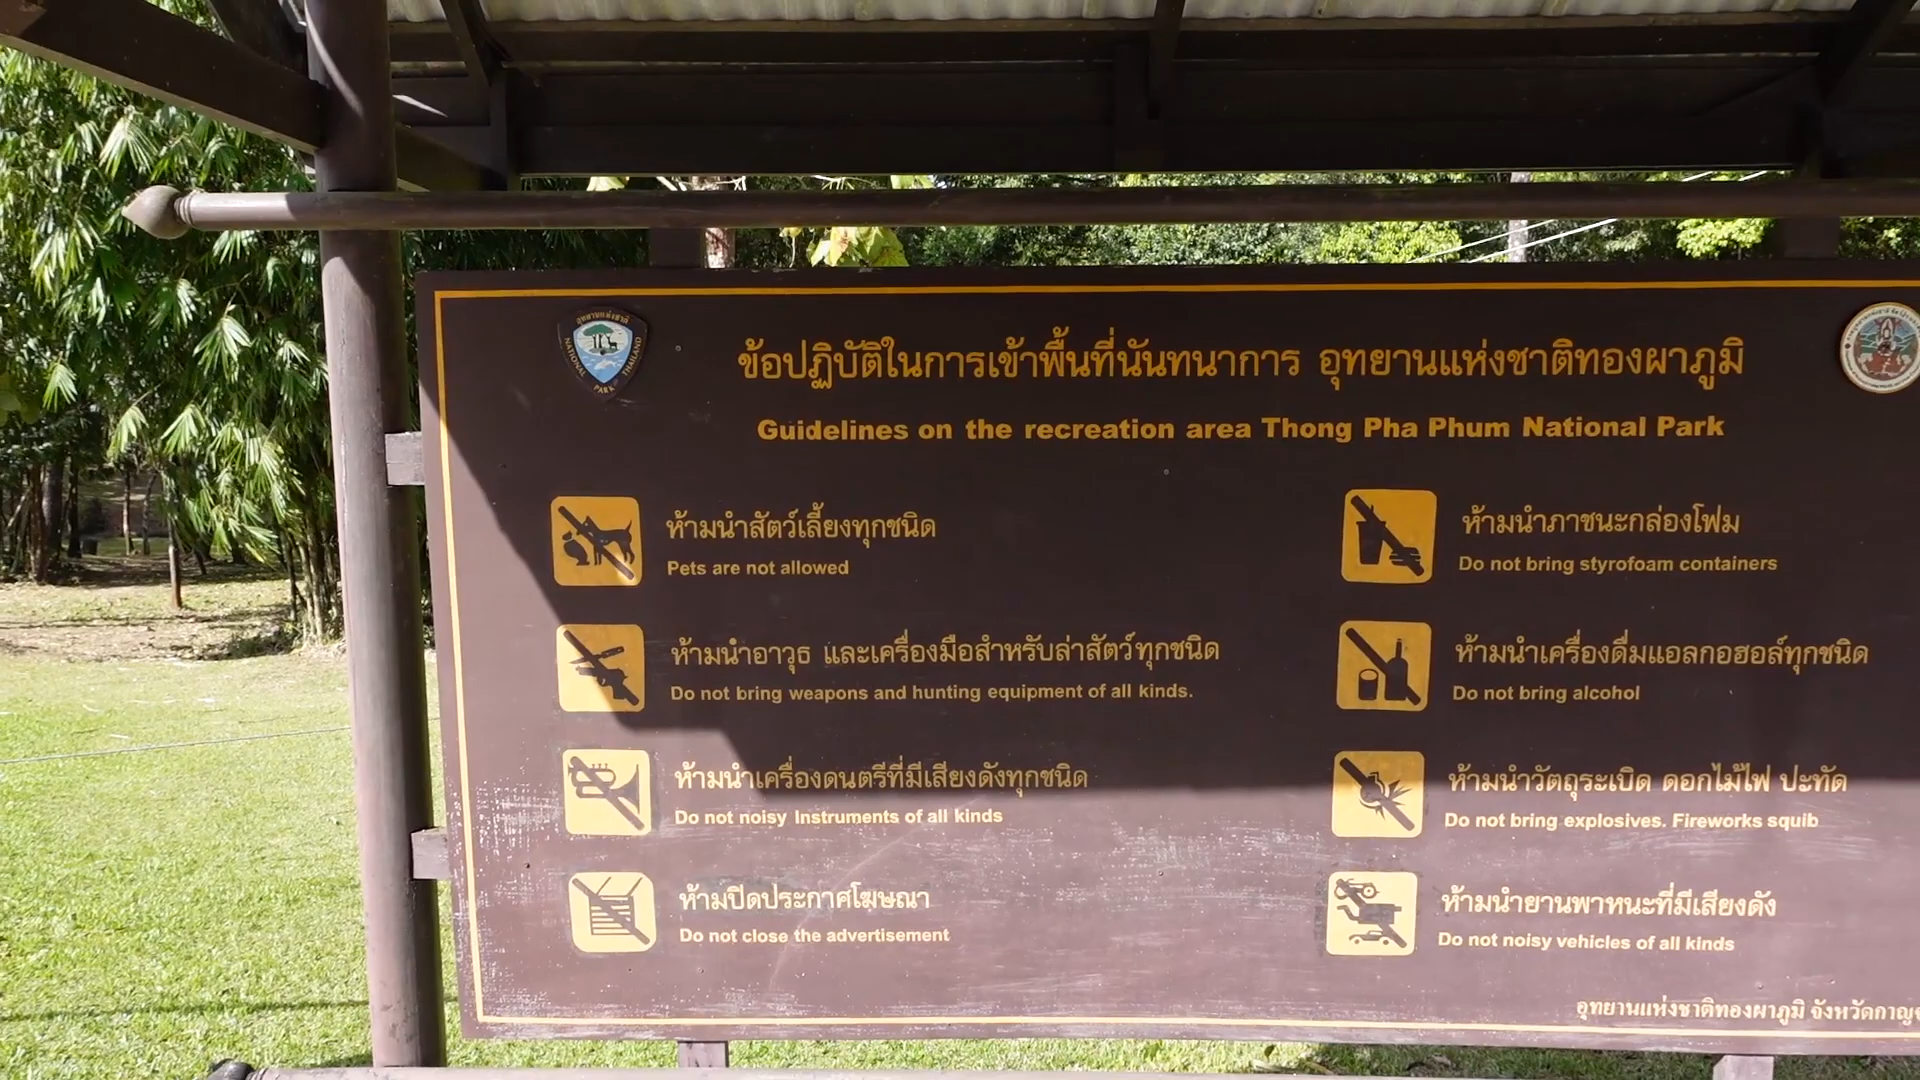 อุทยานแห่งชาติ
NATIONAL PARK THAILAND
ข้อปฏิบัติในการเข้าพื้นที่นันทนาการ อุทยานแห่งชาติทองผาภูมิ
Guidelines on the recreation area Thong Pha Phum National Park
ห้ามนำสัตว์เลี้ยงทุกชนิด
Pets are not allowed
ห้ามนำอาวุธ และเครื่องมือสำหรับล่าสัตว์ทุกชนิด
Do not bring weapons and hunting equipment of all kinds.
ห้ามนำเครื่องดนตรีที่มีเสียงดังทุกชนิด
Do not noisy Instruments of all kinds
ห้ามปิดประกาศโฆษณา
Do not close the advertisement
ห้ามนำภาชนะกล่องโฟม
Do not bring styrofoam containers
ห้ามนำเครื่องดื่มแอลกอฮอล์ทุกชนิด
Do not bring alcohol
ห้ามนำวัตถุระเบิด ดอกไม้ไฟ ปะทัด
Do not bring explosives. Fireworks squib
ห้ามนำยานพาหนะที่มีเสียงดัง
Do not noisy vehicles of all kinds
อุทยานแห่งชาติทองผาภูมิ